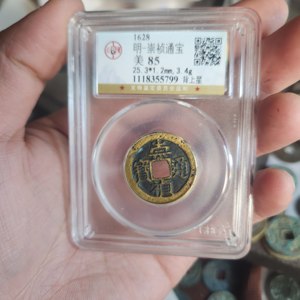 1628
明·崇祯通宝
美 85
25.3*1.2mm,3.4g
1118355799 背上星
崇
寶 通
禎